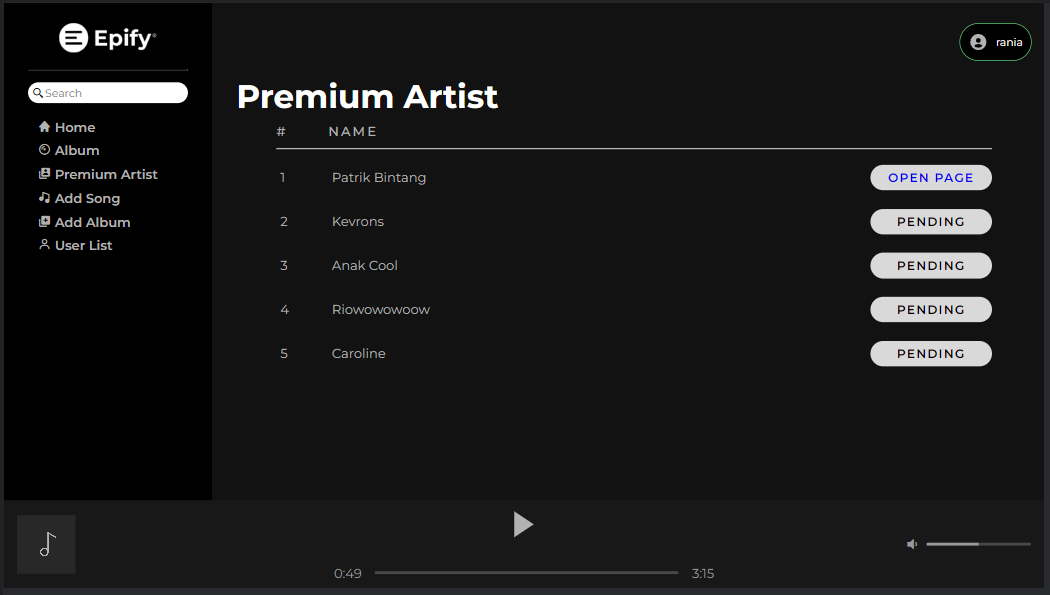 Epify®
rania
Search
Home
Album
Premium Artist
Add Song
Add Album
User List
Premium Artist
# NAME
1 Patrik Bintang OPEN PAGE
2 Kevrons PENDING
3 Anak Cool PENDING
4 Riowowowoow PENDING
5 Caroline PENDING
0:49 3:15